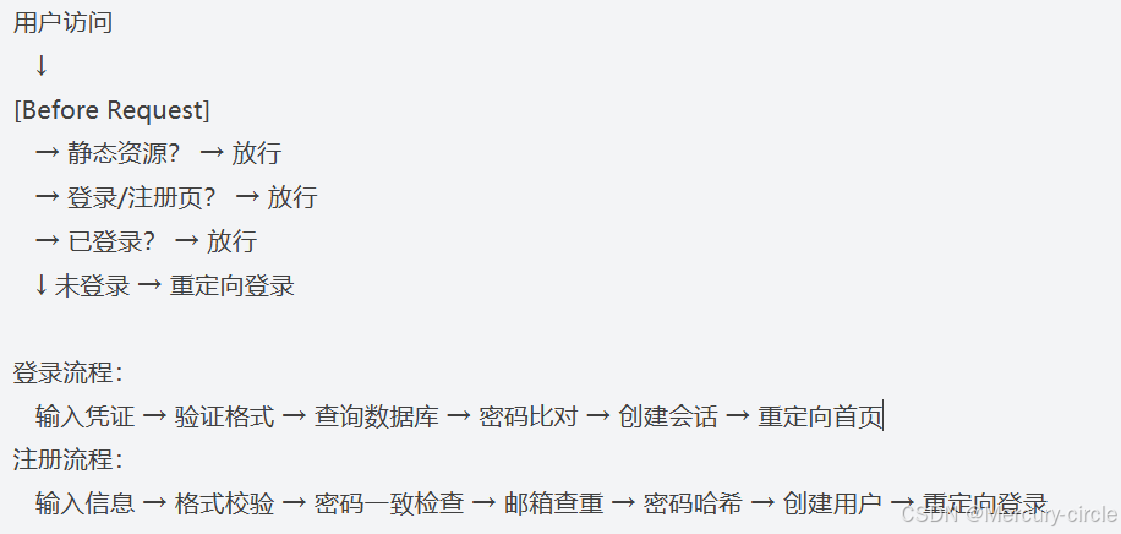 用户访问
↓
[Before Request]
→ 静态资源？ → 放行
→ 登录/注册页？ → 放行
→ 已登录？ → 放行
↓ 未登录 → 重定向登录
登录流程：
输入凭证 → 验证格式 → 查询数据库 → 密码比对 → 创建会话 → 重定向首页
注册流程：
输入信息 → 格式校验 → 密码一致检查 → 邮箱查重 → 密码哈希 → 创建用户 → 重定向登录
CSDN @Mercury-circle